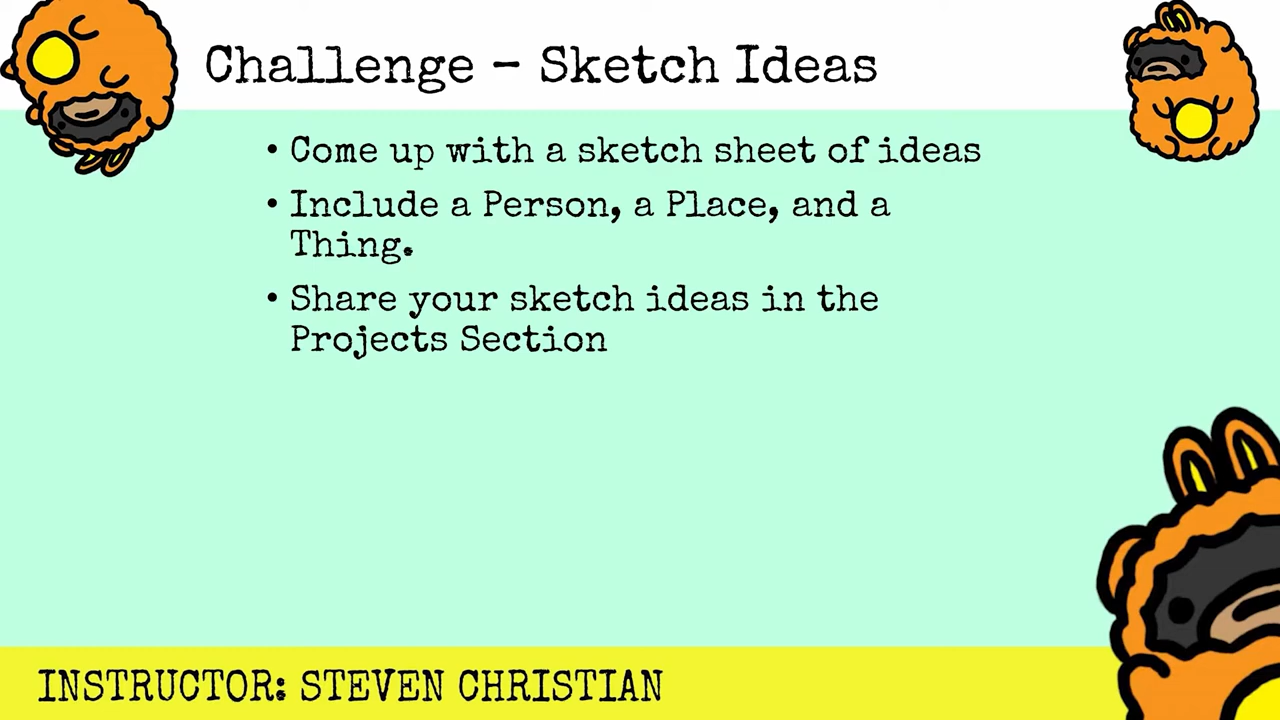 Challenge – Sketch Ideas
• Come up with a sketch sheet of ideas
• Include a Person, a Place, and a
Thing.
• Share your sketch ideas in the
Projects Section
INSTRUCTOR: STEVEN CHRISTIAN